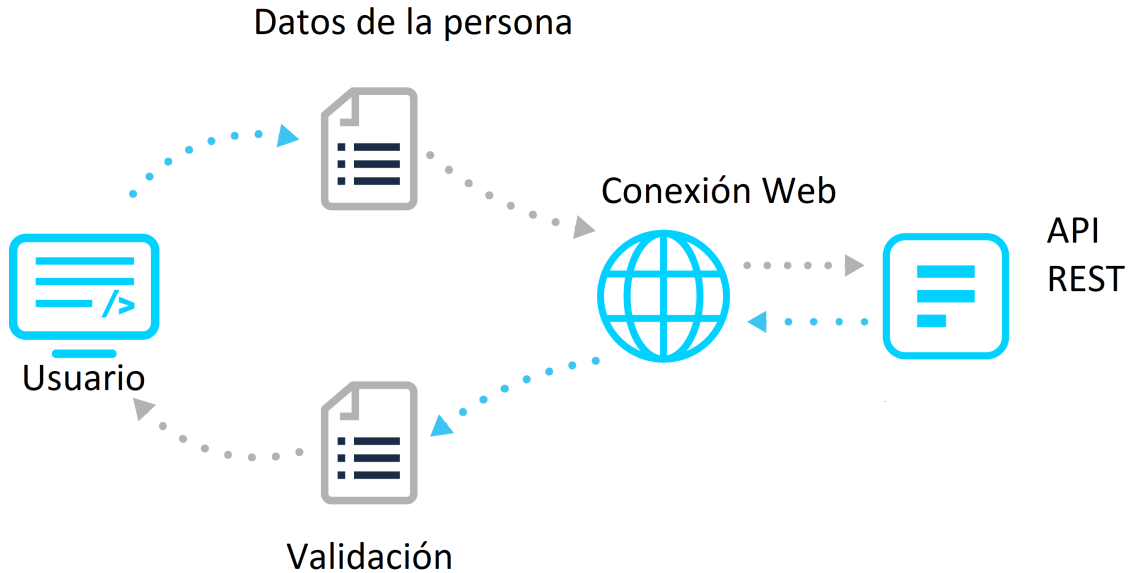 Datos de la persona
Conexión Web
API
REST
/>
Usuario
Validación